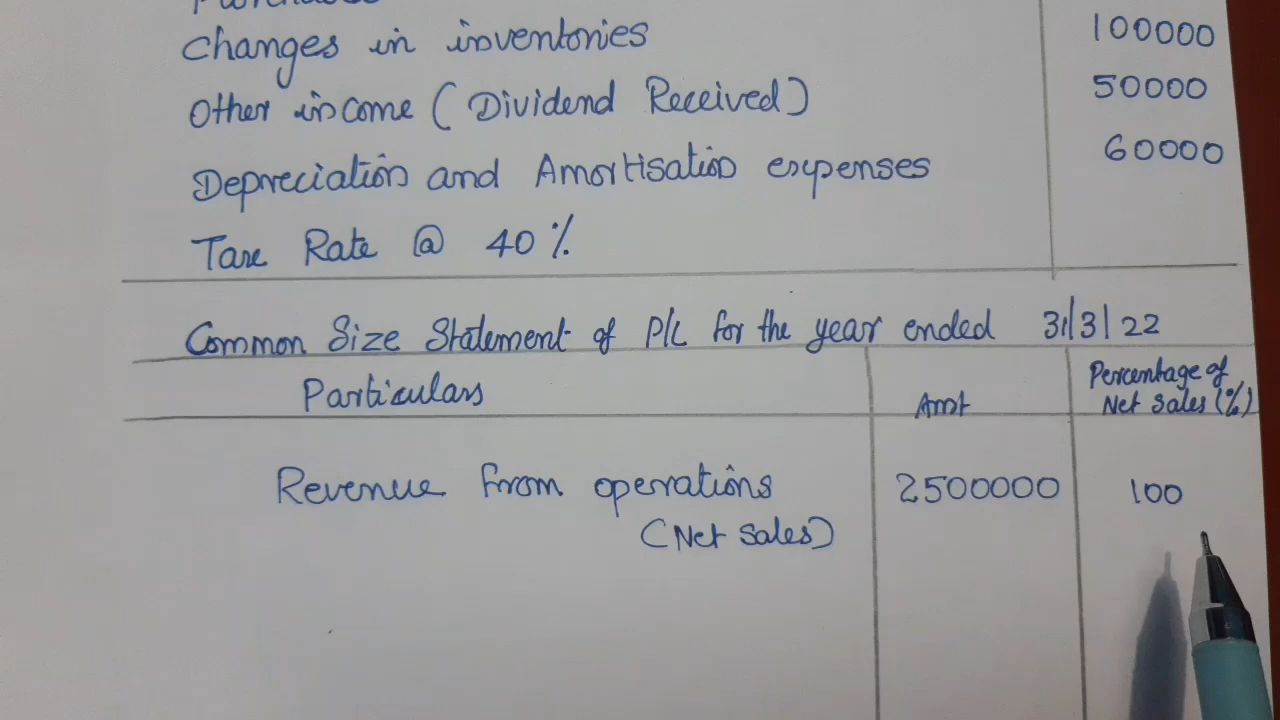 Changes in inventories 100000
Other income (Dividend Received) 50000
Depreciation and Amortisation expenses 60000
Tax Rate @ 40%
Common Size Statement of P/L for the year ended 31/3/22
Particulars Amt Percentage of Net Sales (%)
Revenue from operations 2500000 100
(Net Sales)